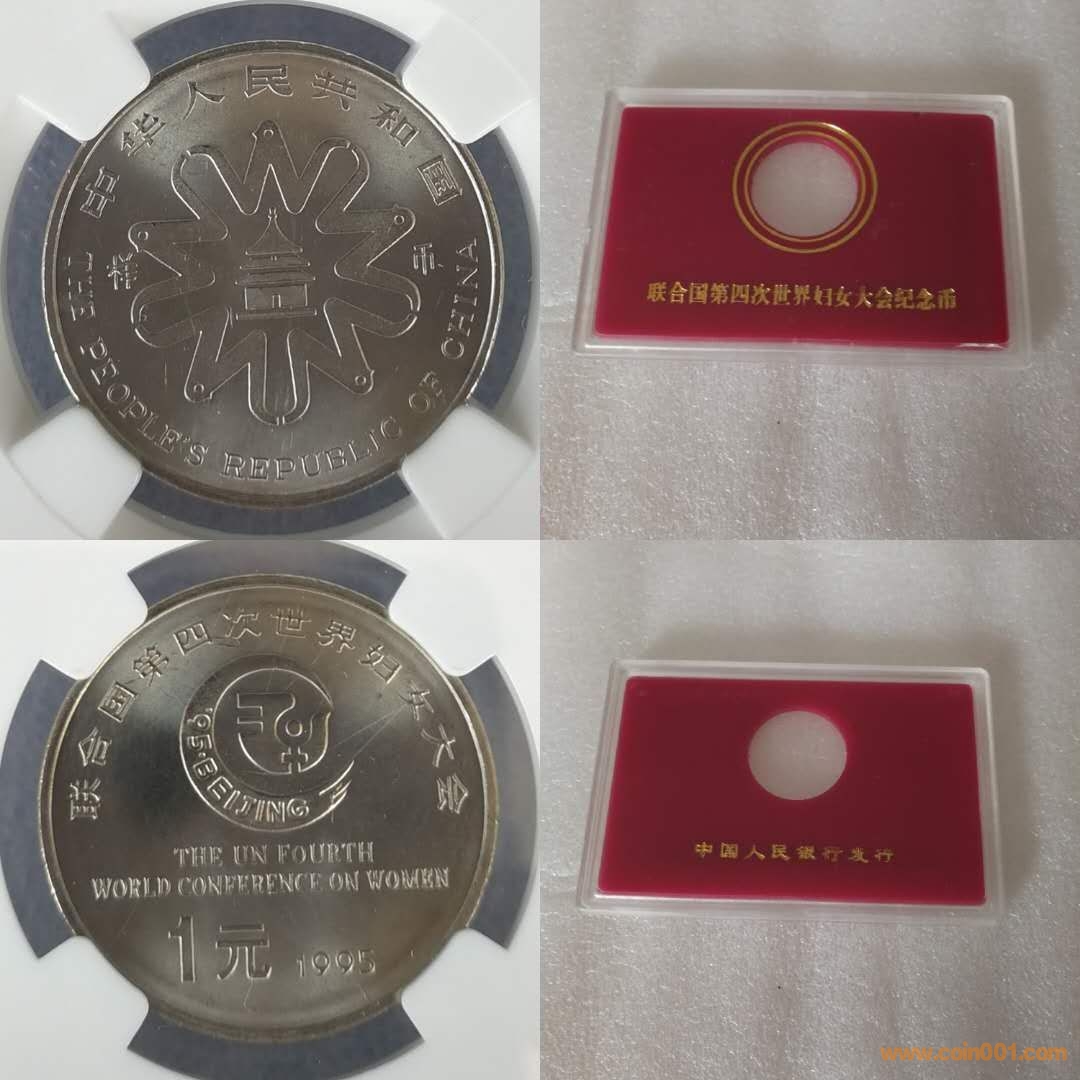 中华人民共和国
样 币
THE PEOPLE'S REPUBLIC OF CHINA
联合国第四次世界妇女大会纪念币
联合国第四次世界妇女大会
'95·BEIJING
THE UN FOURTH
WORLD CONFERENCE ON WOMEN
1元 1995
中国人民银行发行
www.coin001.com